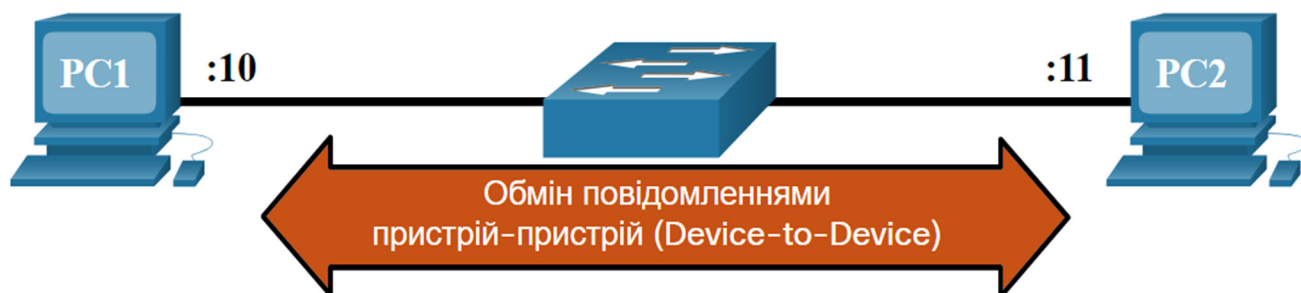 PC1
:10
:11
PC2
Обмін повідомленнями
пристрій-пристрій (Device-to-Device)